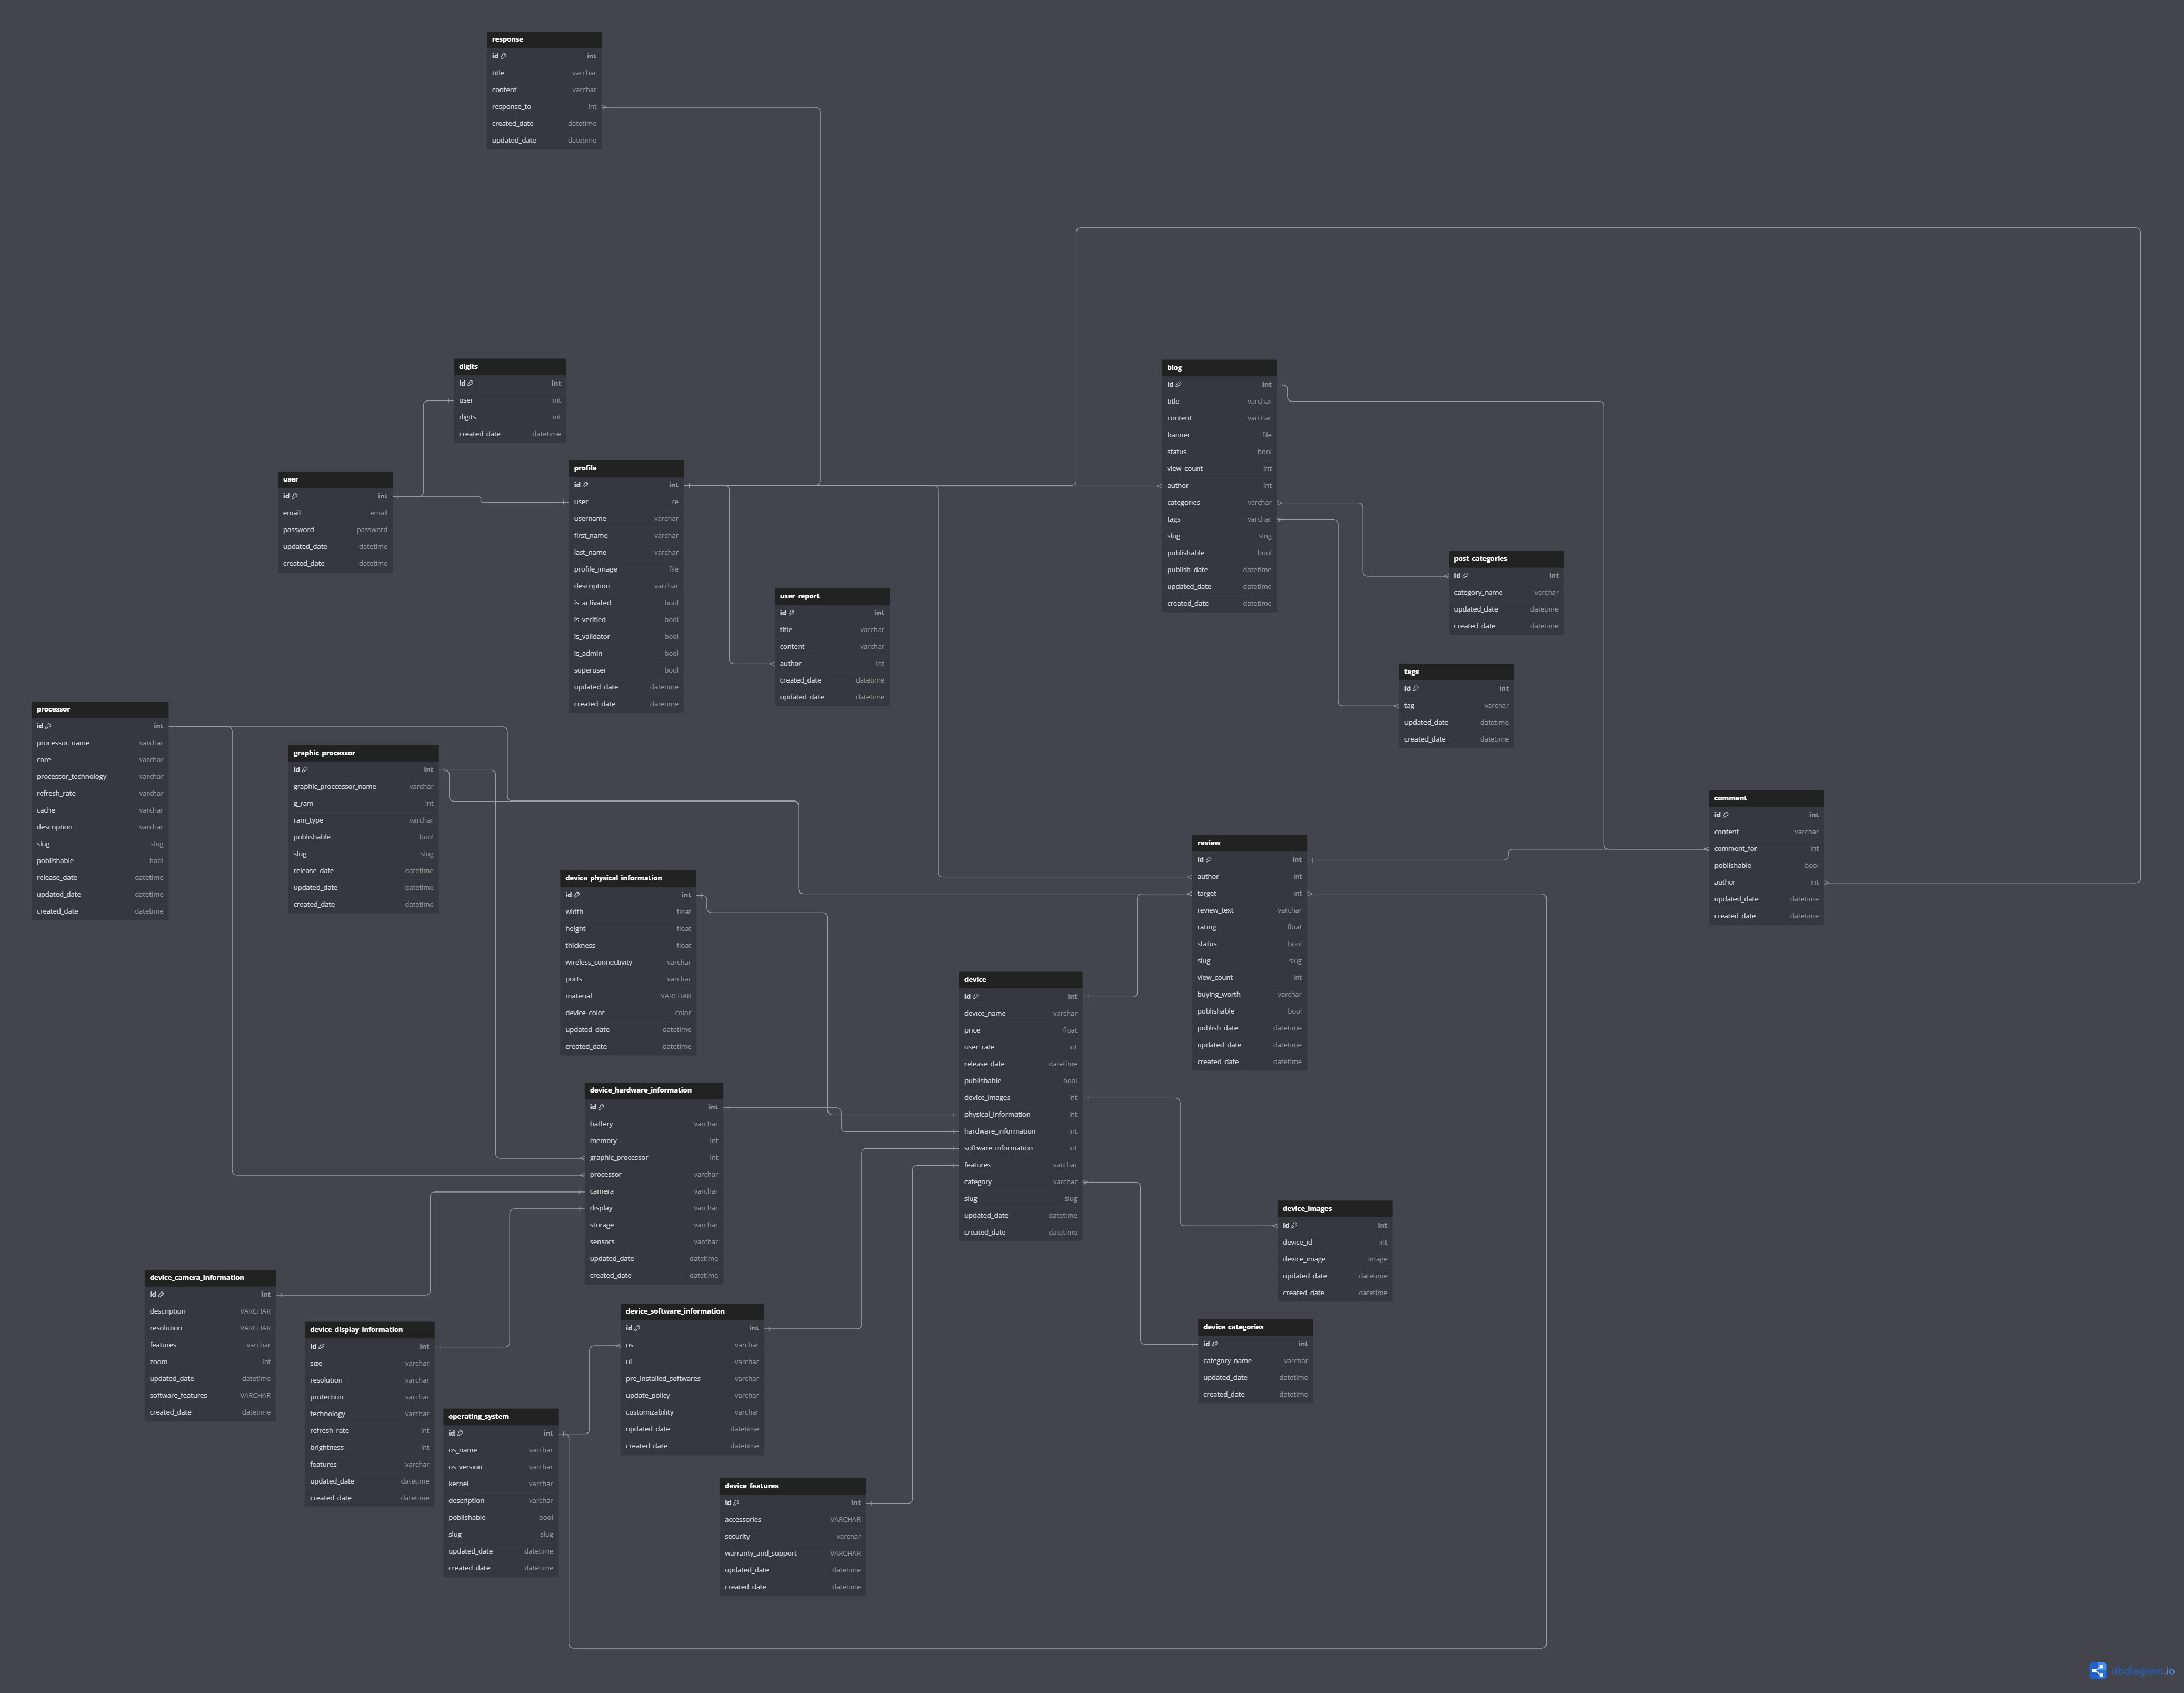 response
id int
title varchar
content varchar
response_to int
created_date datetime
updated_date datetime
digits
id int
user int
digits int
created_date datetime
blog
id int
title varchar
content varchar
banner file
status bool
view_count int
author int
categories varchar
tags varchar
slug slug
publishable bool
publish_date datetime
updated_date datetime
created_date datetime
user
id int
email email
password password
updated_date datetime
created_date datetime
profile
id int
user re
username varchar
first_name varchar
last_name varchar
profile_image file
description varchar
is_activated bool
is_verified bool
is_validator bool
is_admin bool
superuser bool
updated_date datetime
created_date datetime
user_report
id int
title varchar
content varchar
author int
created_date datetime
updated_date datetime
post_categories
id int
category_name varchar
updated_date datetime
created_date datetime
tags
id int
tag varchar
updated_date datetime
created_date datetime
processor
id int
processor_name varchar
core varchar
processor_technology varchar
refresh_rate varchar
cache varchar
description varchar
slug slug
poblishable bool
release_date datetime
updated_date datetime
created_date datetime
graphic_processor
id int
graphic_proccessor_name varchar
g_ram int
ram_type varchar
poblishable bool
slug slug
release_date datetime
updated_date datetime
created_date datetime
comment
id int
content varchar
comment_for int
poblishable bool
author int
updated_date datetime
created_date datetime
review
id int
author int
target int
review_text varchar
rating float
status bool
slug slug
view_count int
buying_worth varchar
publishable bool
publish_date datetime
updated_date datetime
created_date datetime
device_physical_information
id int
width float
height float
thickness float
wireless_connectivity varchar
ports varchar
material VARCHAR
device_color color
updated_date datetime
created_date datetime
device
id int
device_name varchar
price float
user_rate int
release_date datetime
publishable bool
device_images int
physical_information int
hardware_information int
software_information int
features varchar
category varchar
slug slug
updated_date datetime
created_date datetime
device_hardware_information
id int
battery varchar
memory int
graphic_processor int
processor varchar
camera varchar
display varchar
storage varchar
sensors varchar
updated_date datetime
created_date datetime
device_images
id int
device_id int
device_image image
updated_date datetime
created_date datetime
device_camera_information
id int
description VARCHAR
resolution VARCHAR
features varchar
zoom int
updated_date datetime
software_features VARCHAR
created_date datetime
device_display_information
id int
size varchar
resolution varchar
protection varchar
technology varchar
refresh_rate int
brightness int
features varchar
updated_date datetime
created_date datetime
device_software_information
id int
os varchar
ui varchar
pre_installed_softwares varchar
update_policy varchar
customizability varchar
updated_date datetime
created_date datetime
device_categories
id int
category_name varchar
updated_date datetime
created_date datetime
operating_system
id int
os_name varchar
os_version varchar
kernel varchar
description varchar
poblishable bool
slug slug
updated_date datetime
created_date datetime
device_features
id int
accessories VARCHAR
security varchar
warranty_and_support VARCHAR
updated_date datetime
created_date datetime
dbdiagram.io